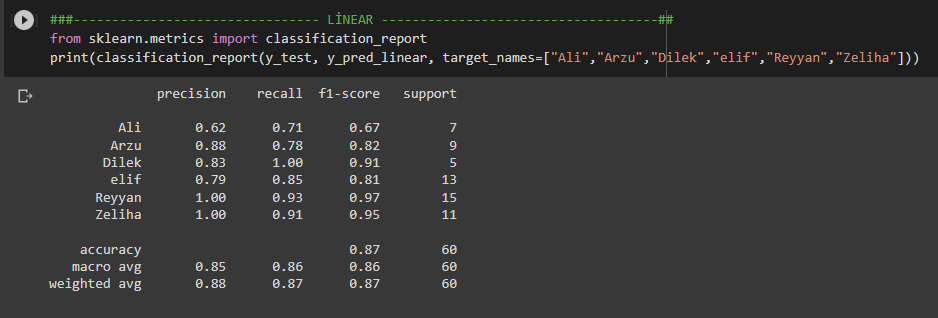 ###-------------------------------- LİNEAR -----------------------------------##
from sklearn.metrics import classification_report
print(classification_report(y_test, y_pred_linear, target_names=["Ali","Arzu","Dilek","elif","Reyyan","Zeliha"]))
precision recall f1-score support
Ali 0.62 0.71 0.67 7
Arzu 0.88 0.78 0.82 9
Dilek 0.83 1.00 0.91 5
elif 0.79 0.85 0.81 13
Reyyan 1.00 0.93 0.97 15
Zeliha 1.00 0.91 0.95 11
accuracy 0.87 60
macro avg 0.85 0.86 0.86 60
weighted avg 0.88 0.87 0.87 60